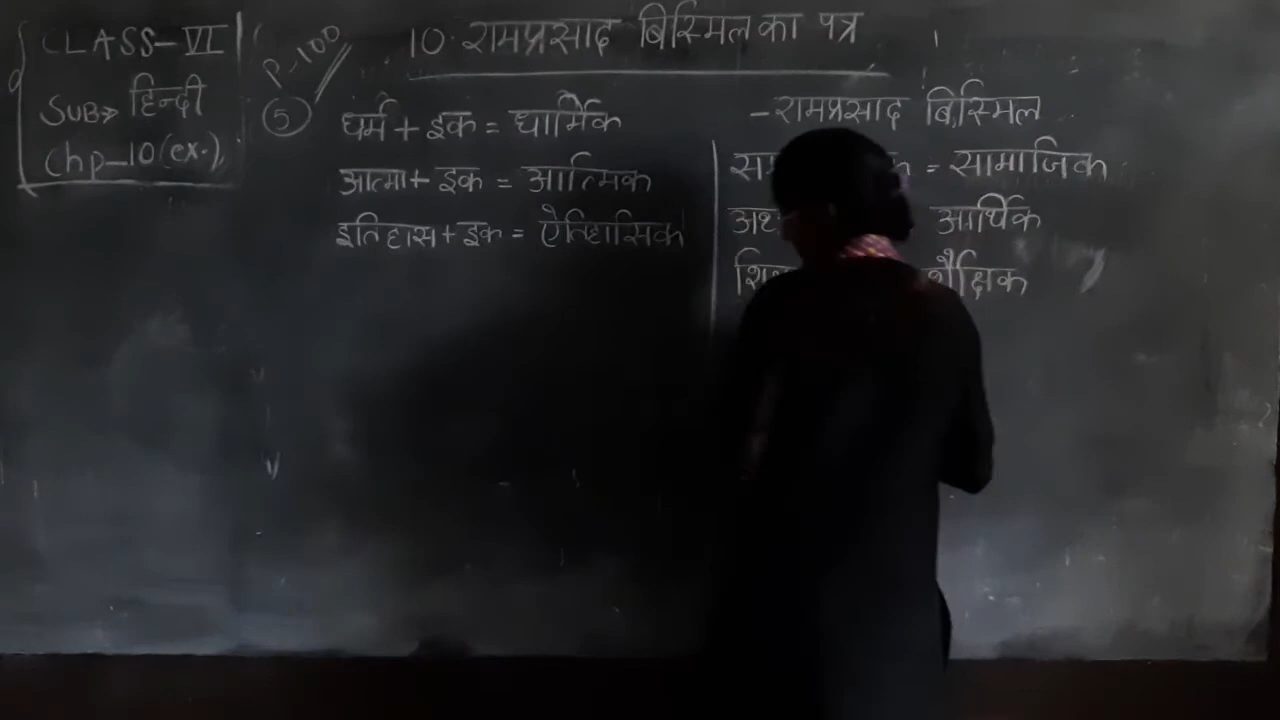 CLASS-VI
SUB⇒ हिन्दी
Chp-10(ex.)
P-100
10. रामप्रसाद बिस्मिल का पत्र
- रामप्रसाद बिस्मिल
5
धर्म + इक = धार्मिक
आत्मा + इक = आत्मिक
इतिहास + इक = ऐतिहासिक
= सामाजिक
आर्थिक
शैक्षिक